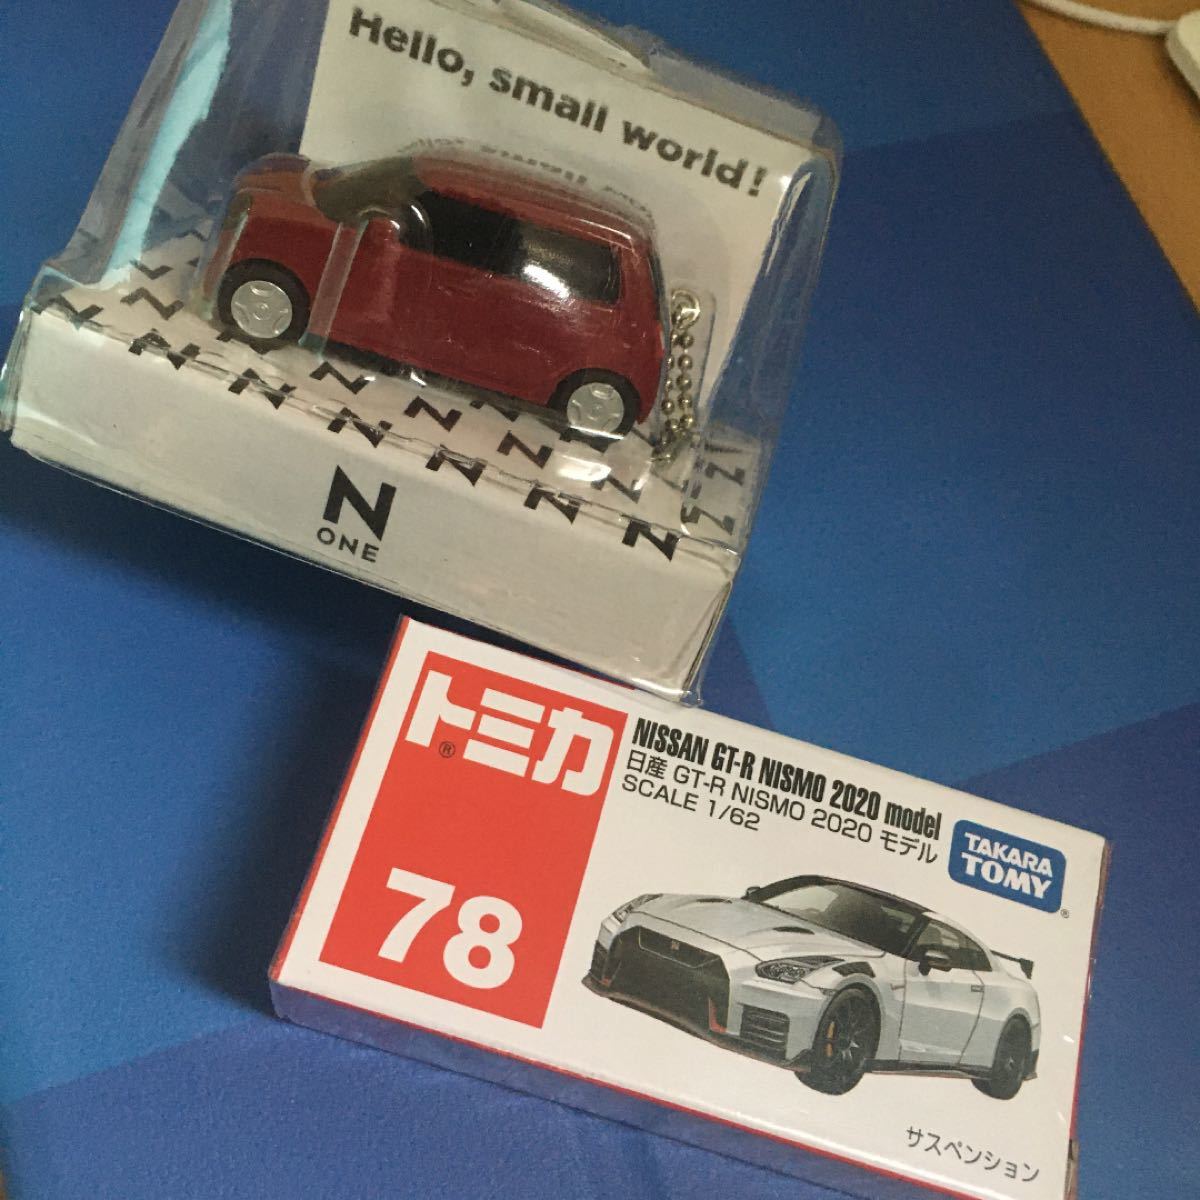 Hello, small world!
N
ONE
トミカ®
78
NISSAN GT-R NISMO 2020 model
日産 GT-R NISMO 2020 モデル
SCALE 1/62
TAKARA
TOMY®
サスペンション